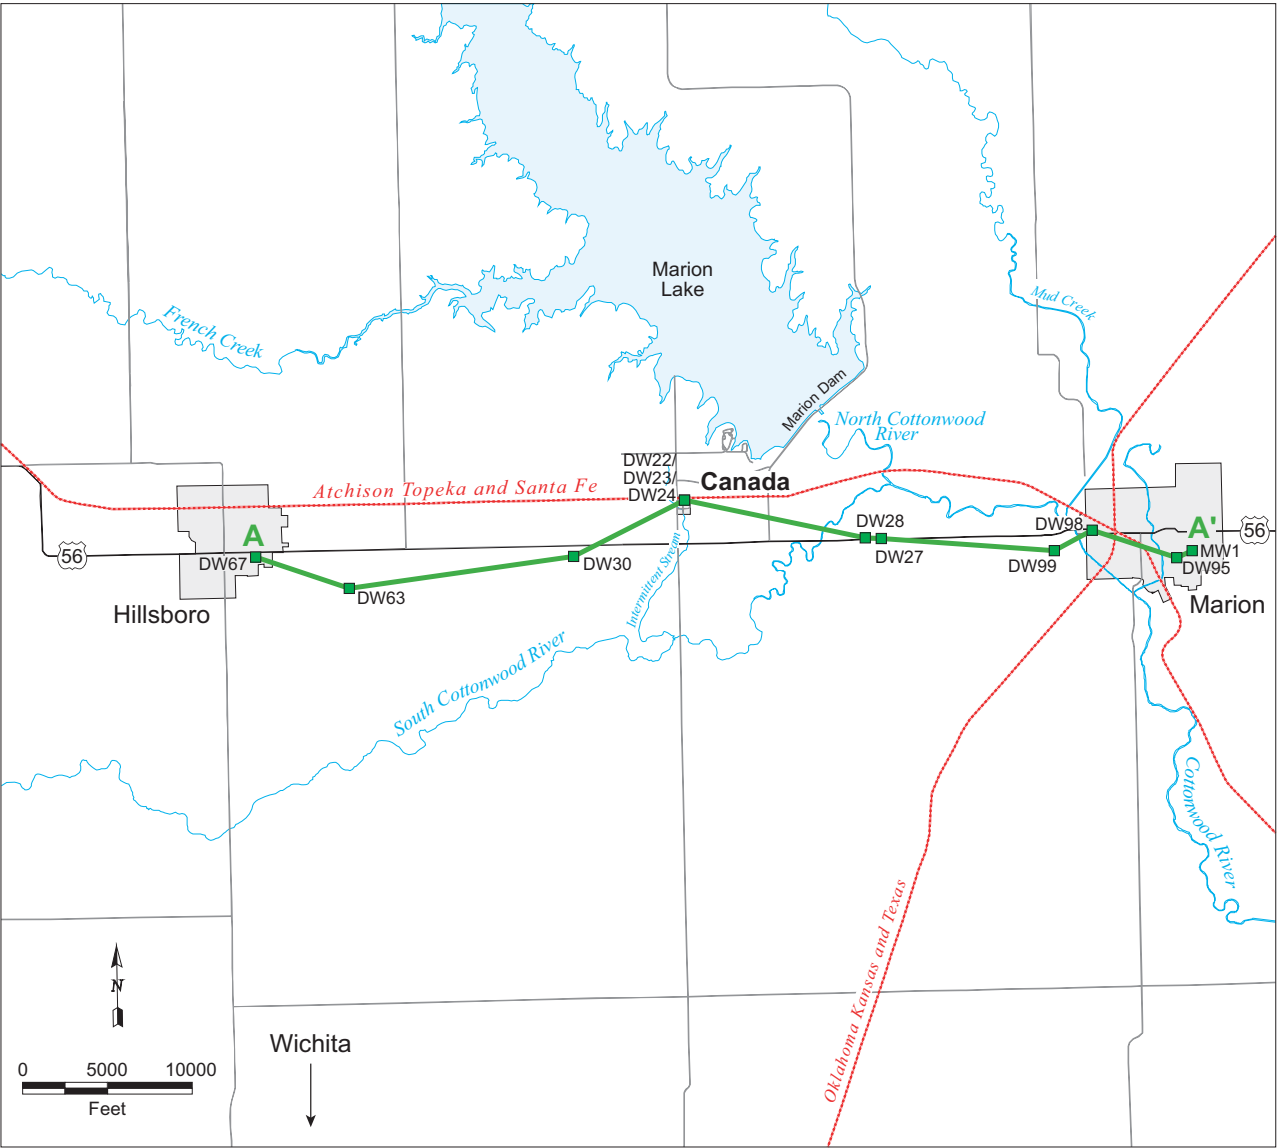 Marion
Lake
Mud Creek
French Creek
Marion Dam
North Cottonwood
River
DW22/
DW23/
DW24
Canada
Atchison Topeka and Santa Fe
A
DW28
DW98
A'
56
56
DW67
DW30
DW27
DW99
MW1
DW95
DW63
Intermittent Stream
Hillsboro
Marion
South Cottonwood River
Cottonwood River
Oklahoma Kansas and Texas
N
Wichita
0 5000 10000
Feet